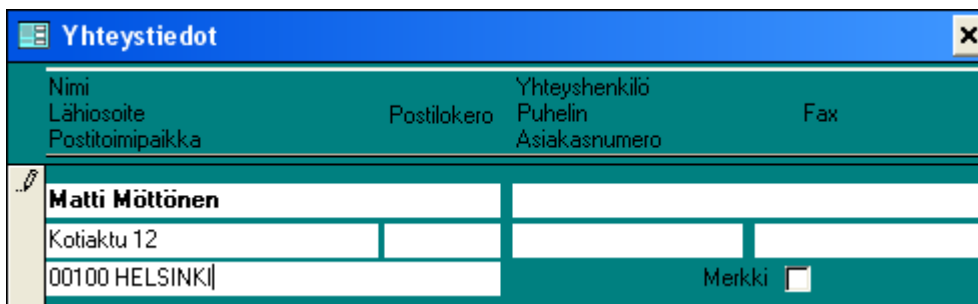 Yhteystiedot
Nimi Yhteyshenkilö
Lähiosoite Postilokero Puhelin Fax
Postitoimipaikka Asiakasnumero
Matti Möttönen
Kotiaktu 12
00100 HELSINKI
Merkki